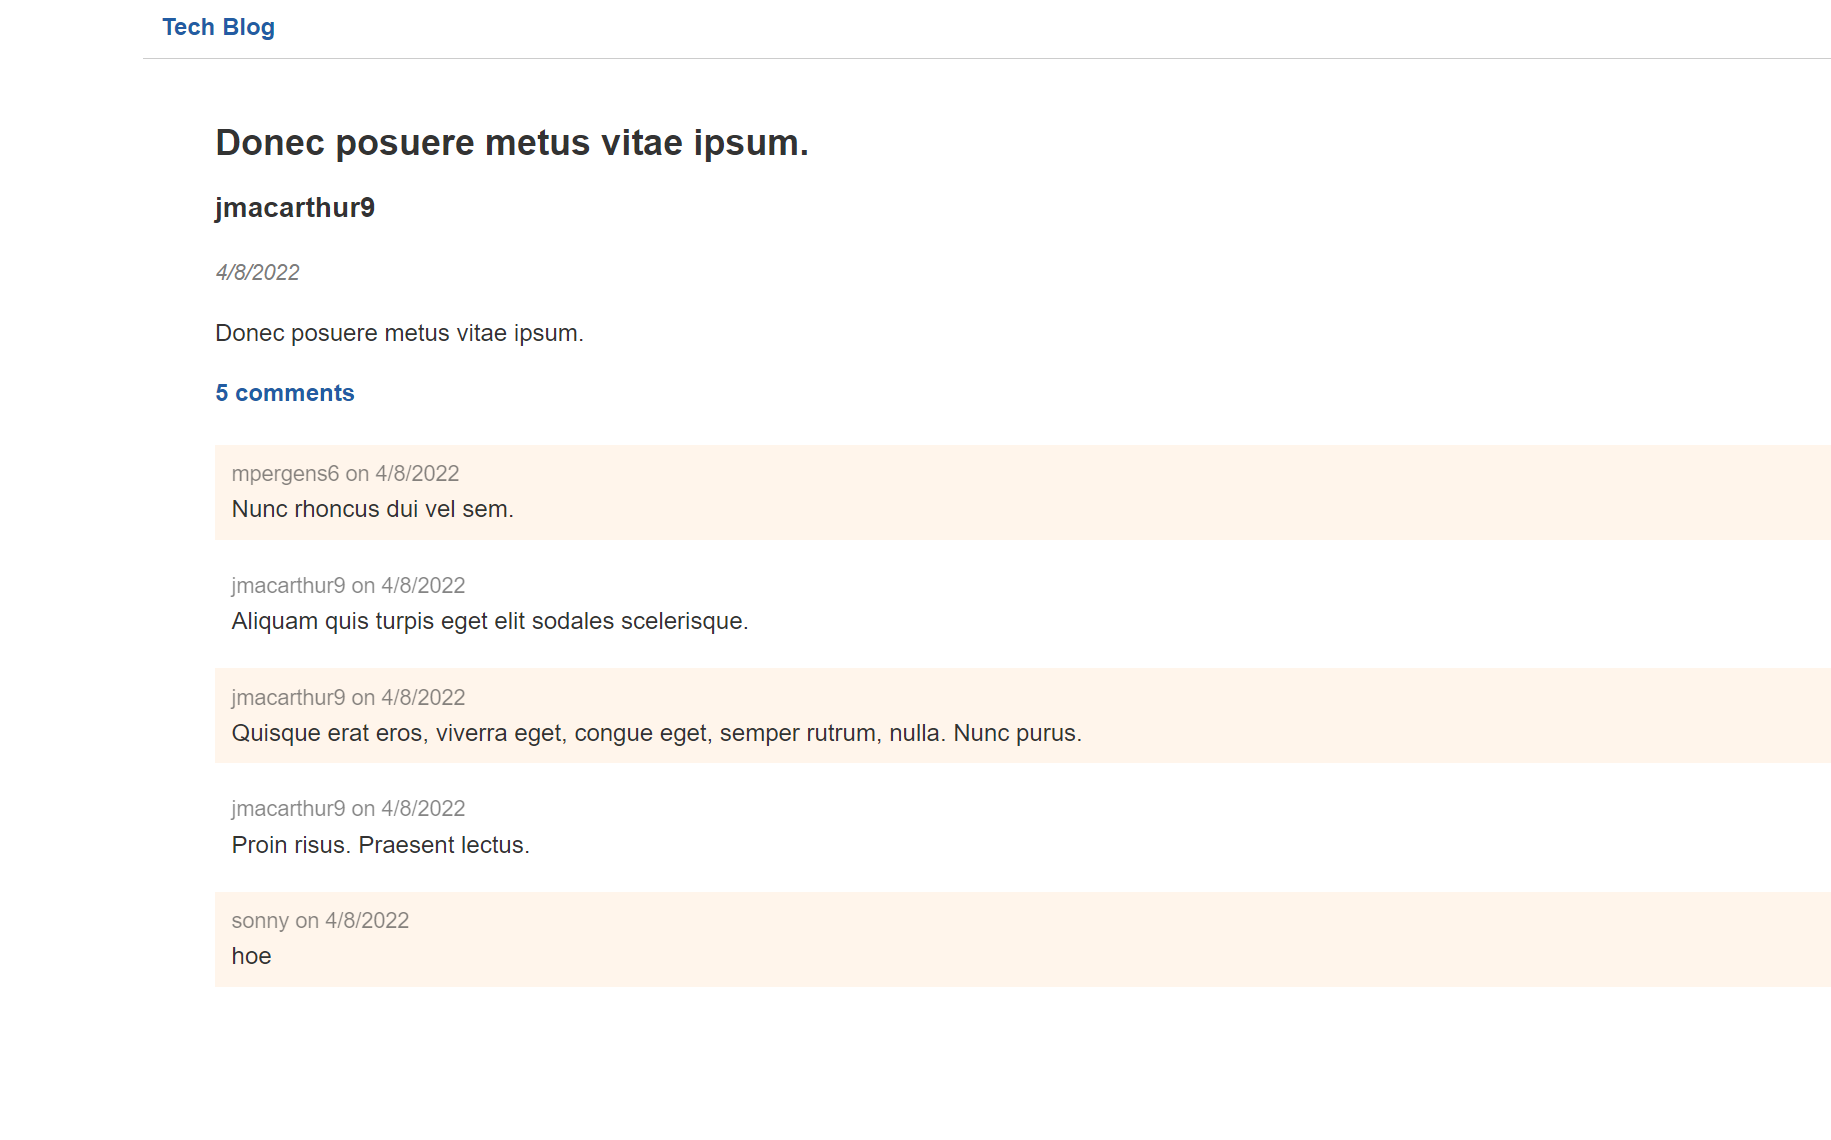 Tech Blog
Donec posuere metus vitae ipsum.
jmacarthur9
4/8/2022
Donec posuere metus vitae ipsum.
5 comments
mpergens6 on 4/8/2022
Nunc rhoncus dui vel sem.
jmacarthur9 on 4/8/2022
Aliquam quis turpis eget elit sodales scelerisque.
jmacarthur9 on 4/8/2022
Quisque erat eros, viverra eget, congue eget, semper rutrum, nulla. Nunc purus.
jmacarthur9 on 4/8/2022
Proin risus. Praesent lectus.
sonny on 4/8/2022
hoe